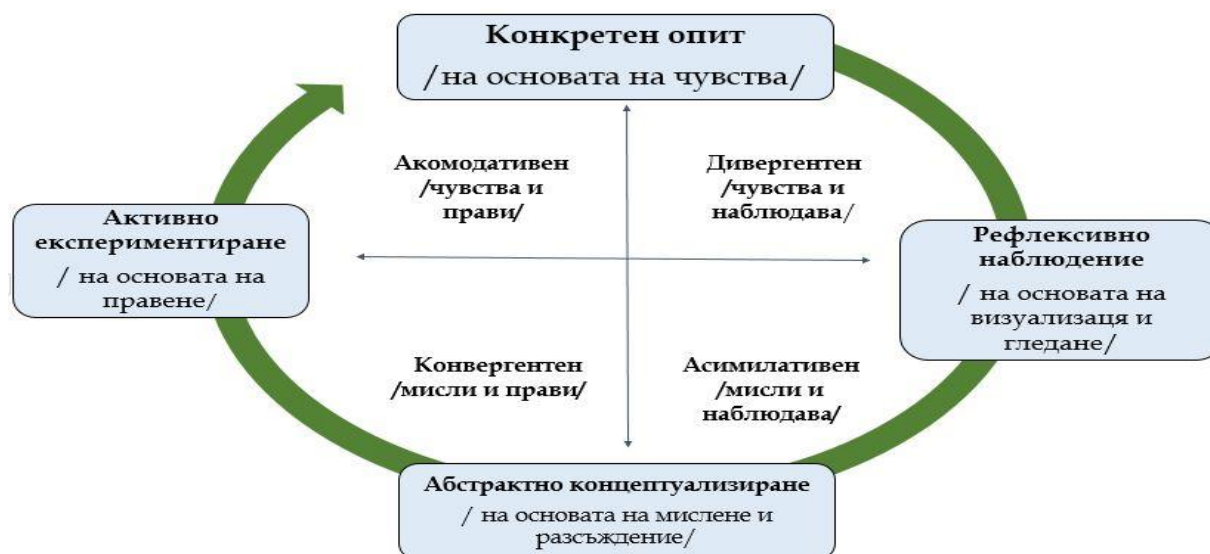 Конкретен опит
/на основата на чувства/
Акомодативен
/чувства и
прави/
Дивергентен
/чувства и
наблюдава/
Активно
експериментиране
/ на основата на
правене/
Рефлексивно
наблюдение
/ на основата на
визуализаця и
гледане/
Конвергентен
/мисли и прави/
Асимилативен
/мисли и
наблюдава/
Абстрактно концептуализиране
/ на основата на мислене и
разсъждение/